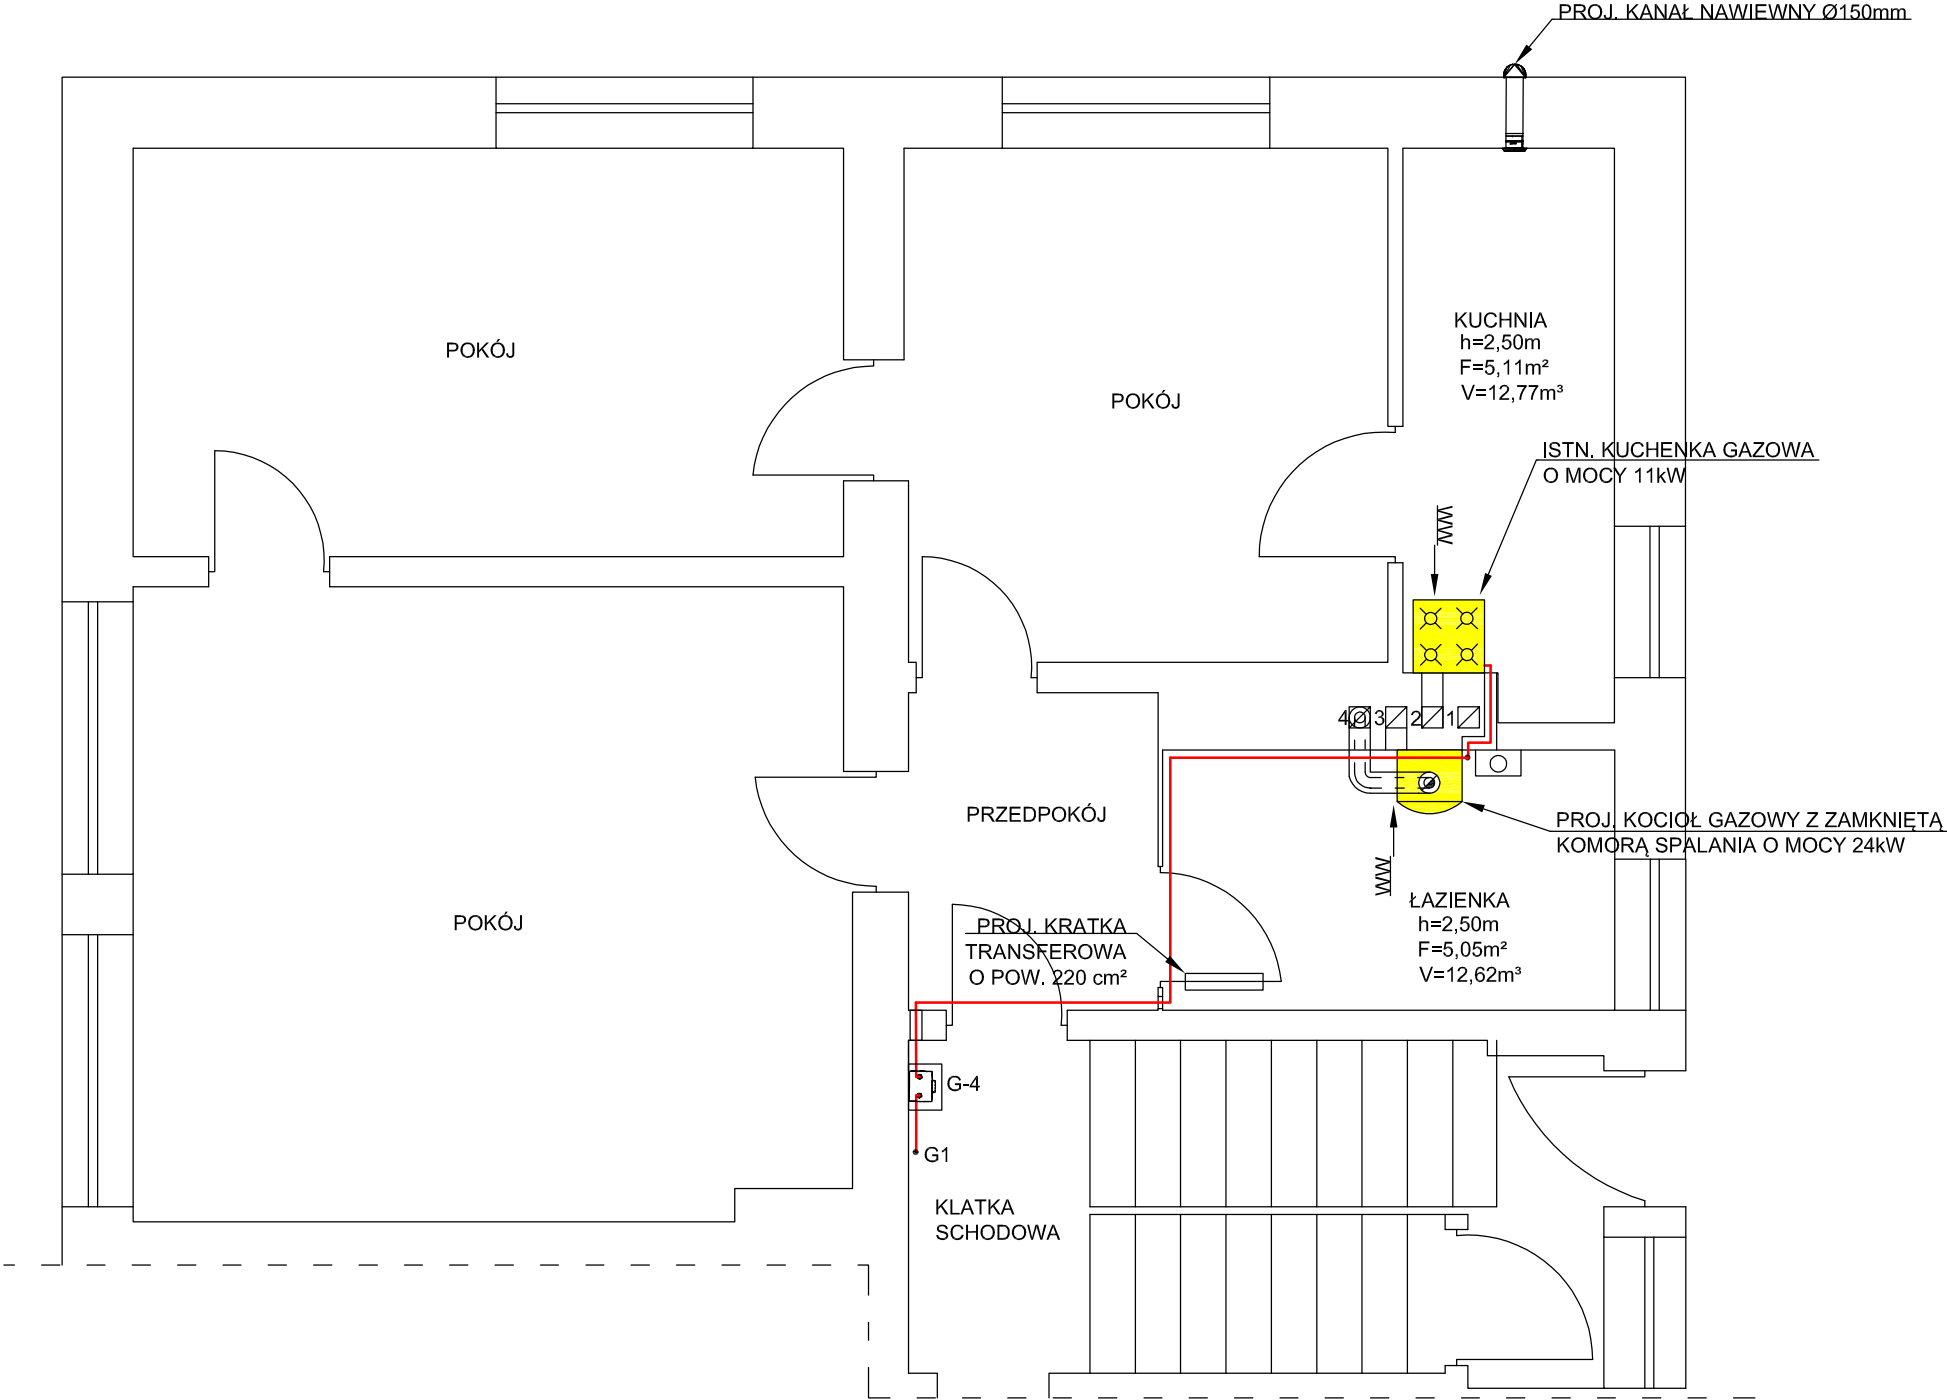 PROJ. KANAŁ NAWIEWNY Ø150mm
KUCHNIA
h=2,50m
F=5,11m²
V=12,77m³
POKÓJ
POKÓJ
ISTN. KUCHENKA GAZOWA
O MOCY 11kW
WW
4 3 2 1
PRZEDPOKÓJ
PROJ. KOCIOŁ GAZOWY Z ZAMKNIĘTĄ
KOMORĄ SPALANIA O MOCY 24kW
WW
ŁAZIENKA
h=2,50m
F=5,05m²
V=12,62m³
POKÓJ
PROJ. KRATKA
TRANSFEROWA
O POW. 220 cm²
G-4
G1
KLATKA
SCHODOWA